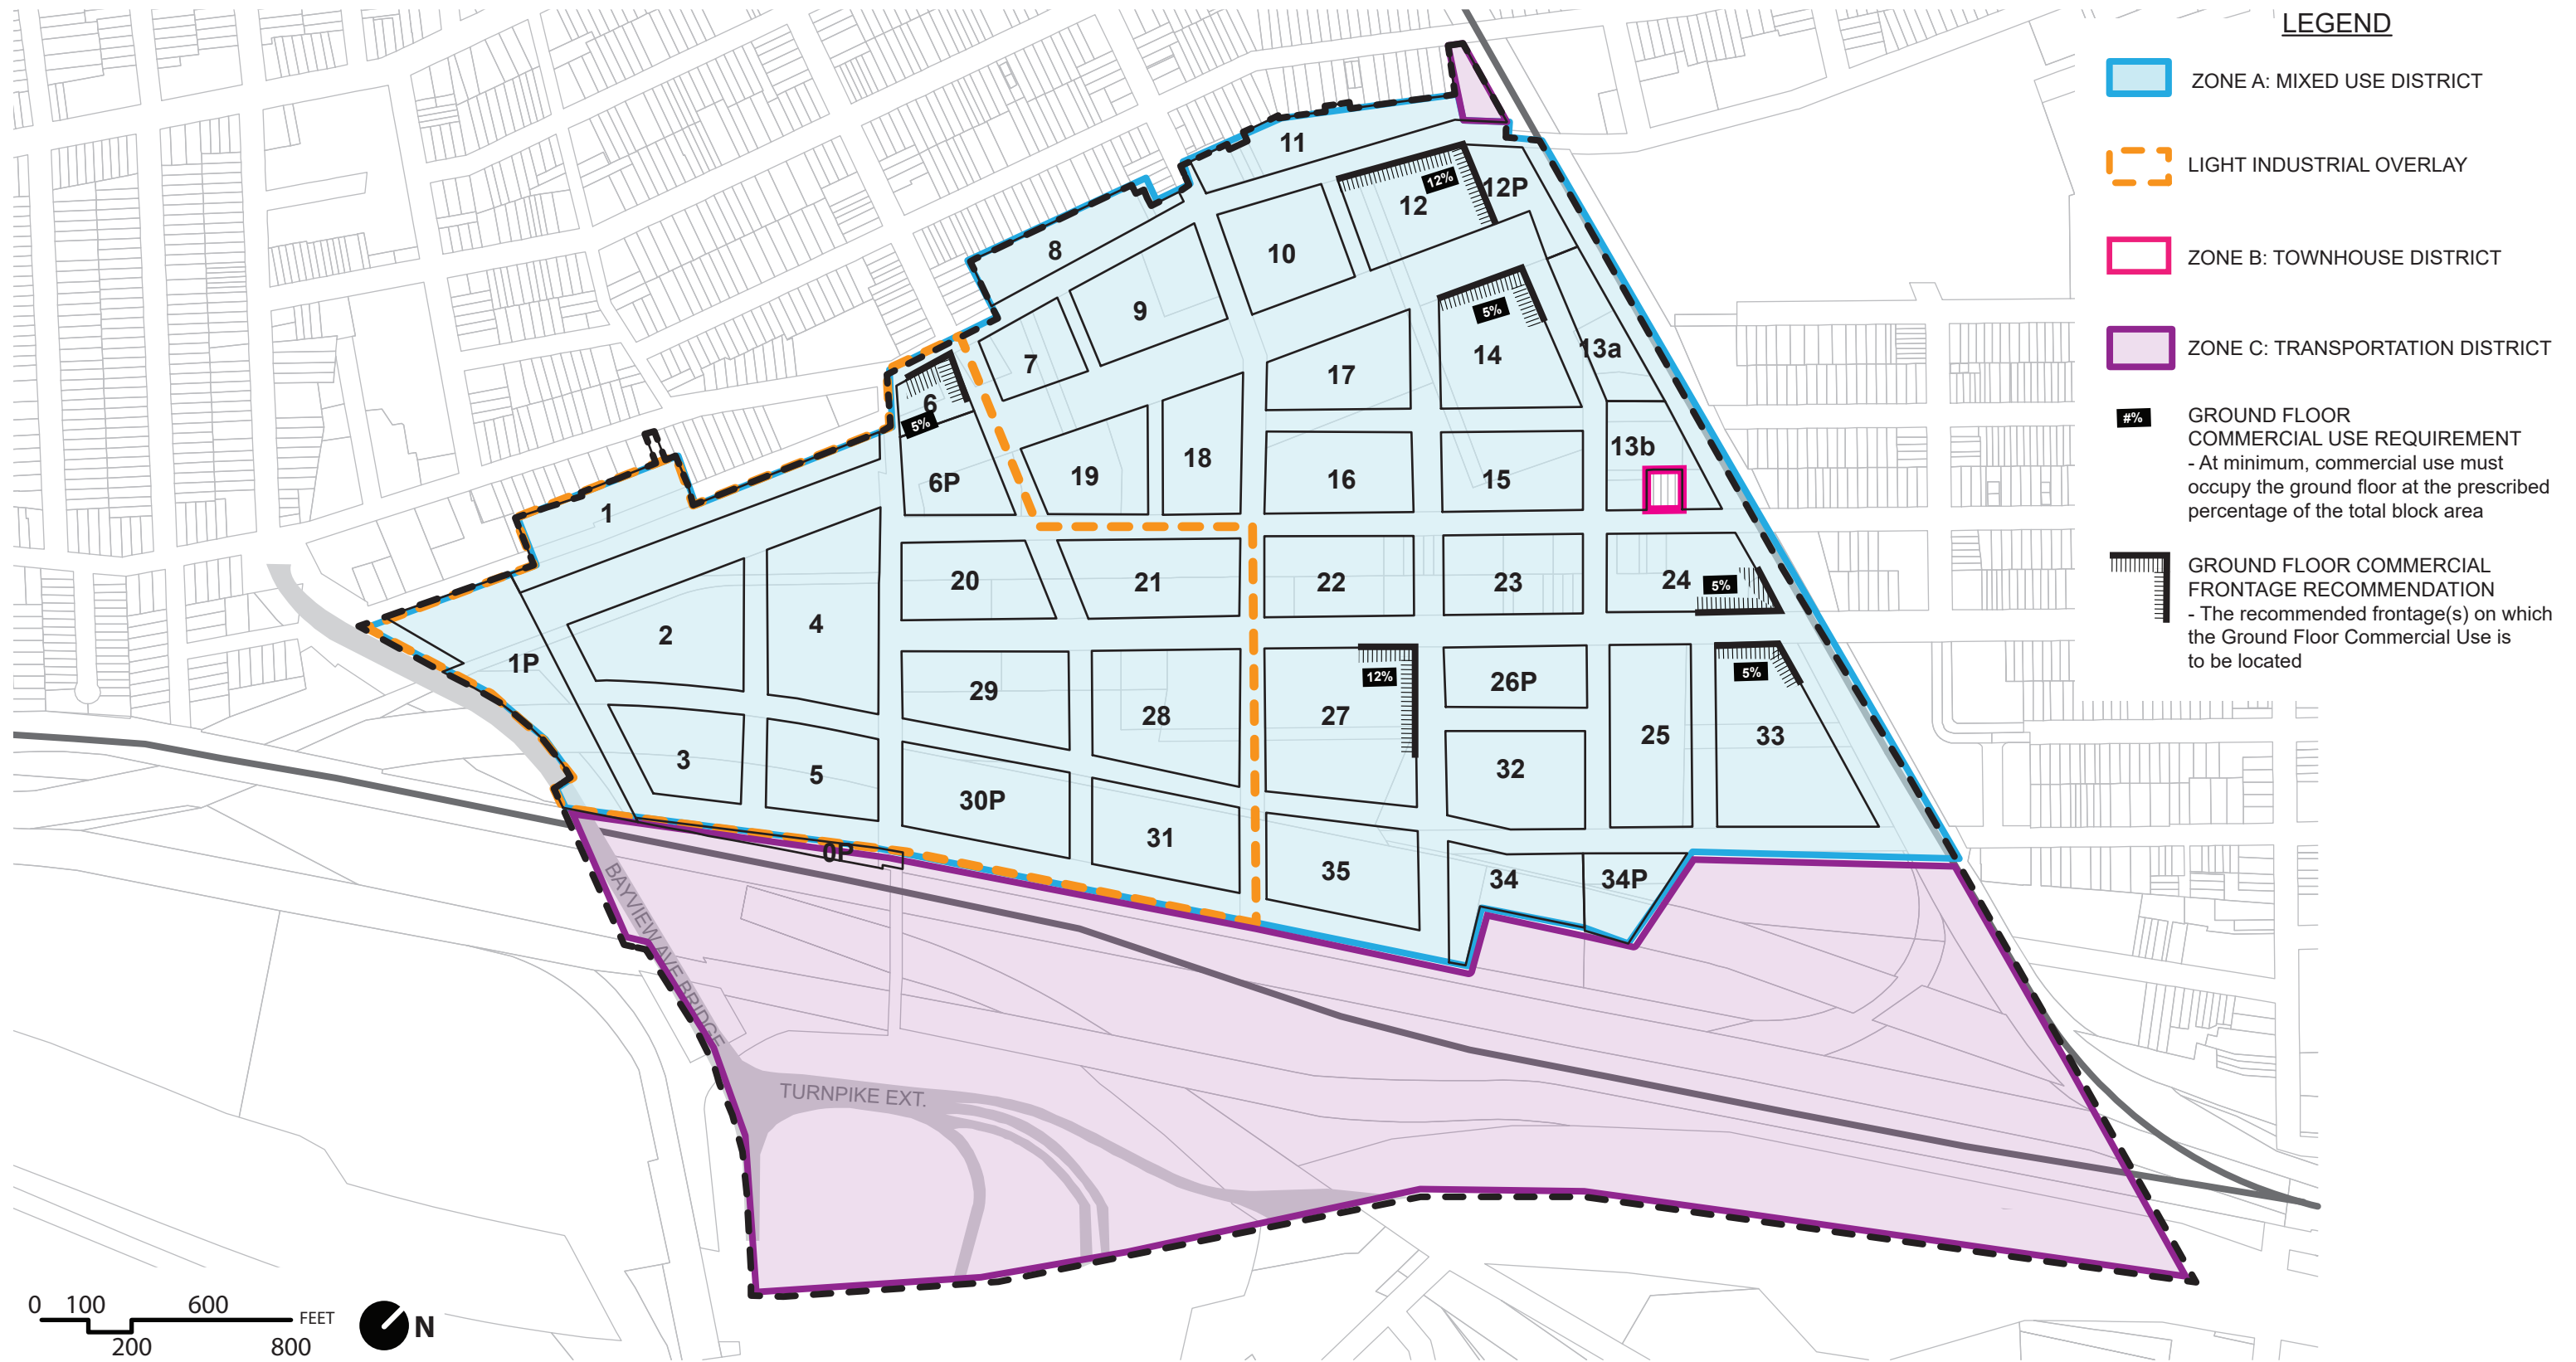 LEGEND
ZONE A: MIXED USE DISTRICT
LIGHT INDUSTRIAL OVERLAY
ZONE B: TOWNHOUSE DISTRICT
ZONE C: TRANSPORTATION DISTRICT
#%
GROUND FLOOR
COMMERCIAL USE REQUIREMENT
- At minimum, commercial use must
occupy the ground floor at the prescribed
percentage of the total block area
GROUND FLOOR COMMERCIAL
FRONTAGE RECOMMENDATION
- The recommended frontage(s) on which
the Ground Floor Commercial Use is
to be located
11
12%
12P
12
8
10
9
5%
14
13a
7
17
6
5%
13b
6P
19
18
16
15
1
20
21
22
23
24
5%
2
4
1P
29
28
27
12%
26P
5%
25
33
3
5
30P
32
31
0P
35
34
34P
BAYVIEW AVE BRIDGE
TURNPIKE EXT.
0 100 600
FEET
200 800
N